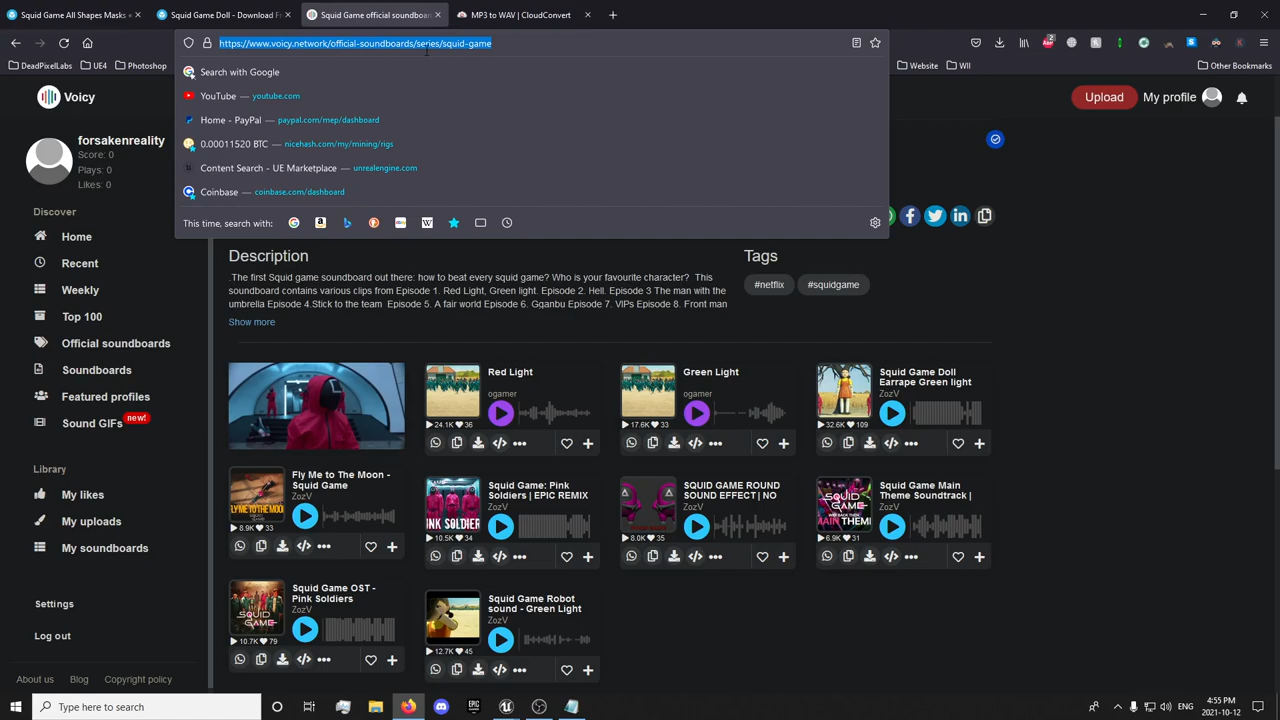 Squid Game All Shapes Masks
Squid Game Doll - Download F
Squid Game official soundboar
MP3 to WAV | CloudConvert
https://www.voicy.network/official-soundboards/series/squid-game
DeadPixelLabs
UE4
Photoshop
Website
WII
Other Bookmarks
Search with Google
YouTube — youtube.com
Home - PayPal — paypal.com/mep/dashboard
0.00011520 BTC — nicehash.com/my/mining/rigs
Content Search - UE Marketplace — unrealengine.com
Coinbase — coinbase.com/dashboard
This time, search with:
Voicy
Upload
My profile
forsakenreality
Score: 0
Plays: 0
Likes: 0
Discover
Home
Recent
Weekly
Top 100
Official soundboards
Soundboards
Featured profiles
Sound GIFs new!
Library
My likes
My uploads
My soundboards
Settings
Log out
About us
Blog
Copyright policy
Description
.The first Squid game soundboard out there: how to beat every squid game? Who is your favourite character? This
soundboard contains various clips from Episode 1. Red Light, Green light. Episode 2. Hell. Episode 3 The man with the
umbrella Episode 4.Stick to the team Episode 5. A fair world Episode 6. Gganbu Episode 7. VIPs Episode 8. Front man
Show more
Tags
#netflix
#squidgame
Red Light
ogamer
24.1K 36
Green Light
ogamer
17.6K 33
Squid Game Doll
Earrape Green light
ZozV
32.6K 109
Fly Me to The Moon -
Squid Game
ZozV
FLY ME TO THE MOON
8.9K 33
Squid Game: Pink
Soldiers | EPIC REMIX
ZozV
10.5K 34
SQUID GAME ROUND
SOUND EFFECT | NO
ZozV
8.0K 35
Squid Game Main
Theme Soundtrack |
ZozV
SQUID GAME
MAIN THEME
6.9K 31
Squid Game OST -
Pink Soldiers
ZozV
10.7K 79
Squid Game Robot
sound - Green Light
ZozV
12.7K 45
Type here to search
4:55 PM
2021-10-12